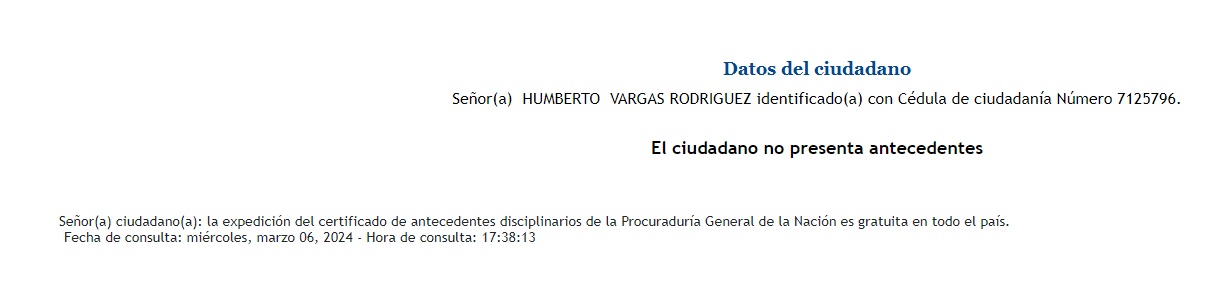 Datos del ciudadano
Señor(a) HUMBERTO VARGAS RODRIGUEZ identificado(a) con Cédula de ciudadanía Número 7125796.
El ciudadano no presenta antecedentes
Señor(a) ciudadano(a): la expedición del certificado de antecedentes disciplinarios de la Procuraduría General de la Nación es gratuita en todo el país.
Fecha de consulta: miércoles, marzo 06, 2024 - Hora de consulta: 17:38:13